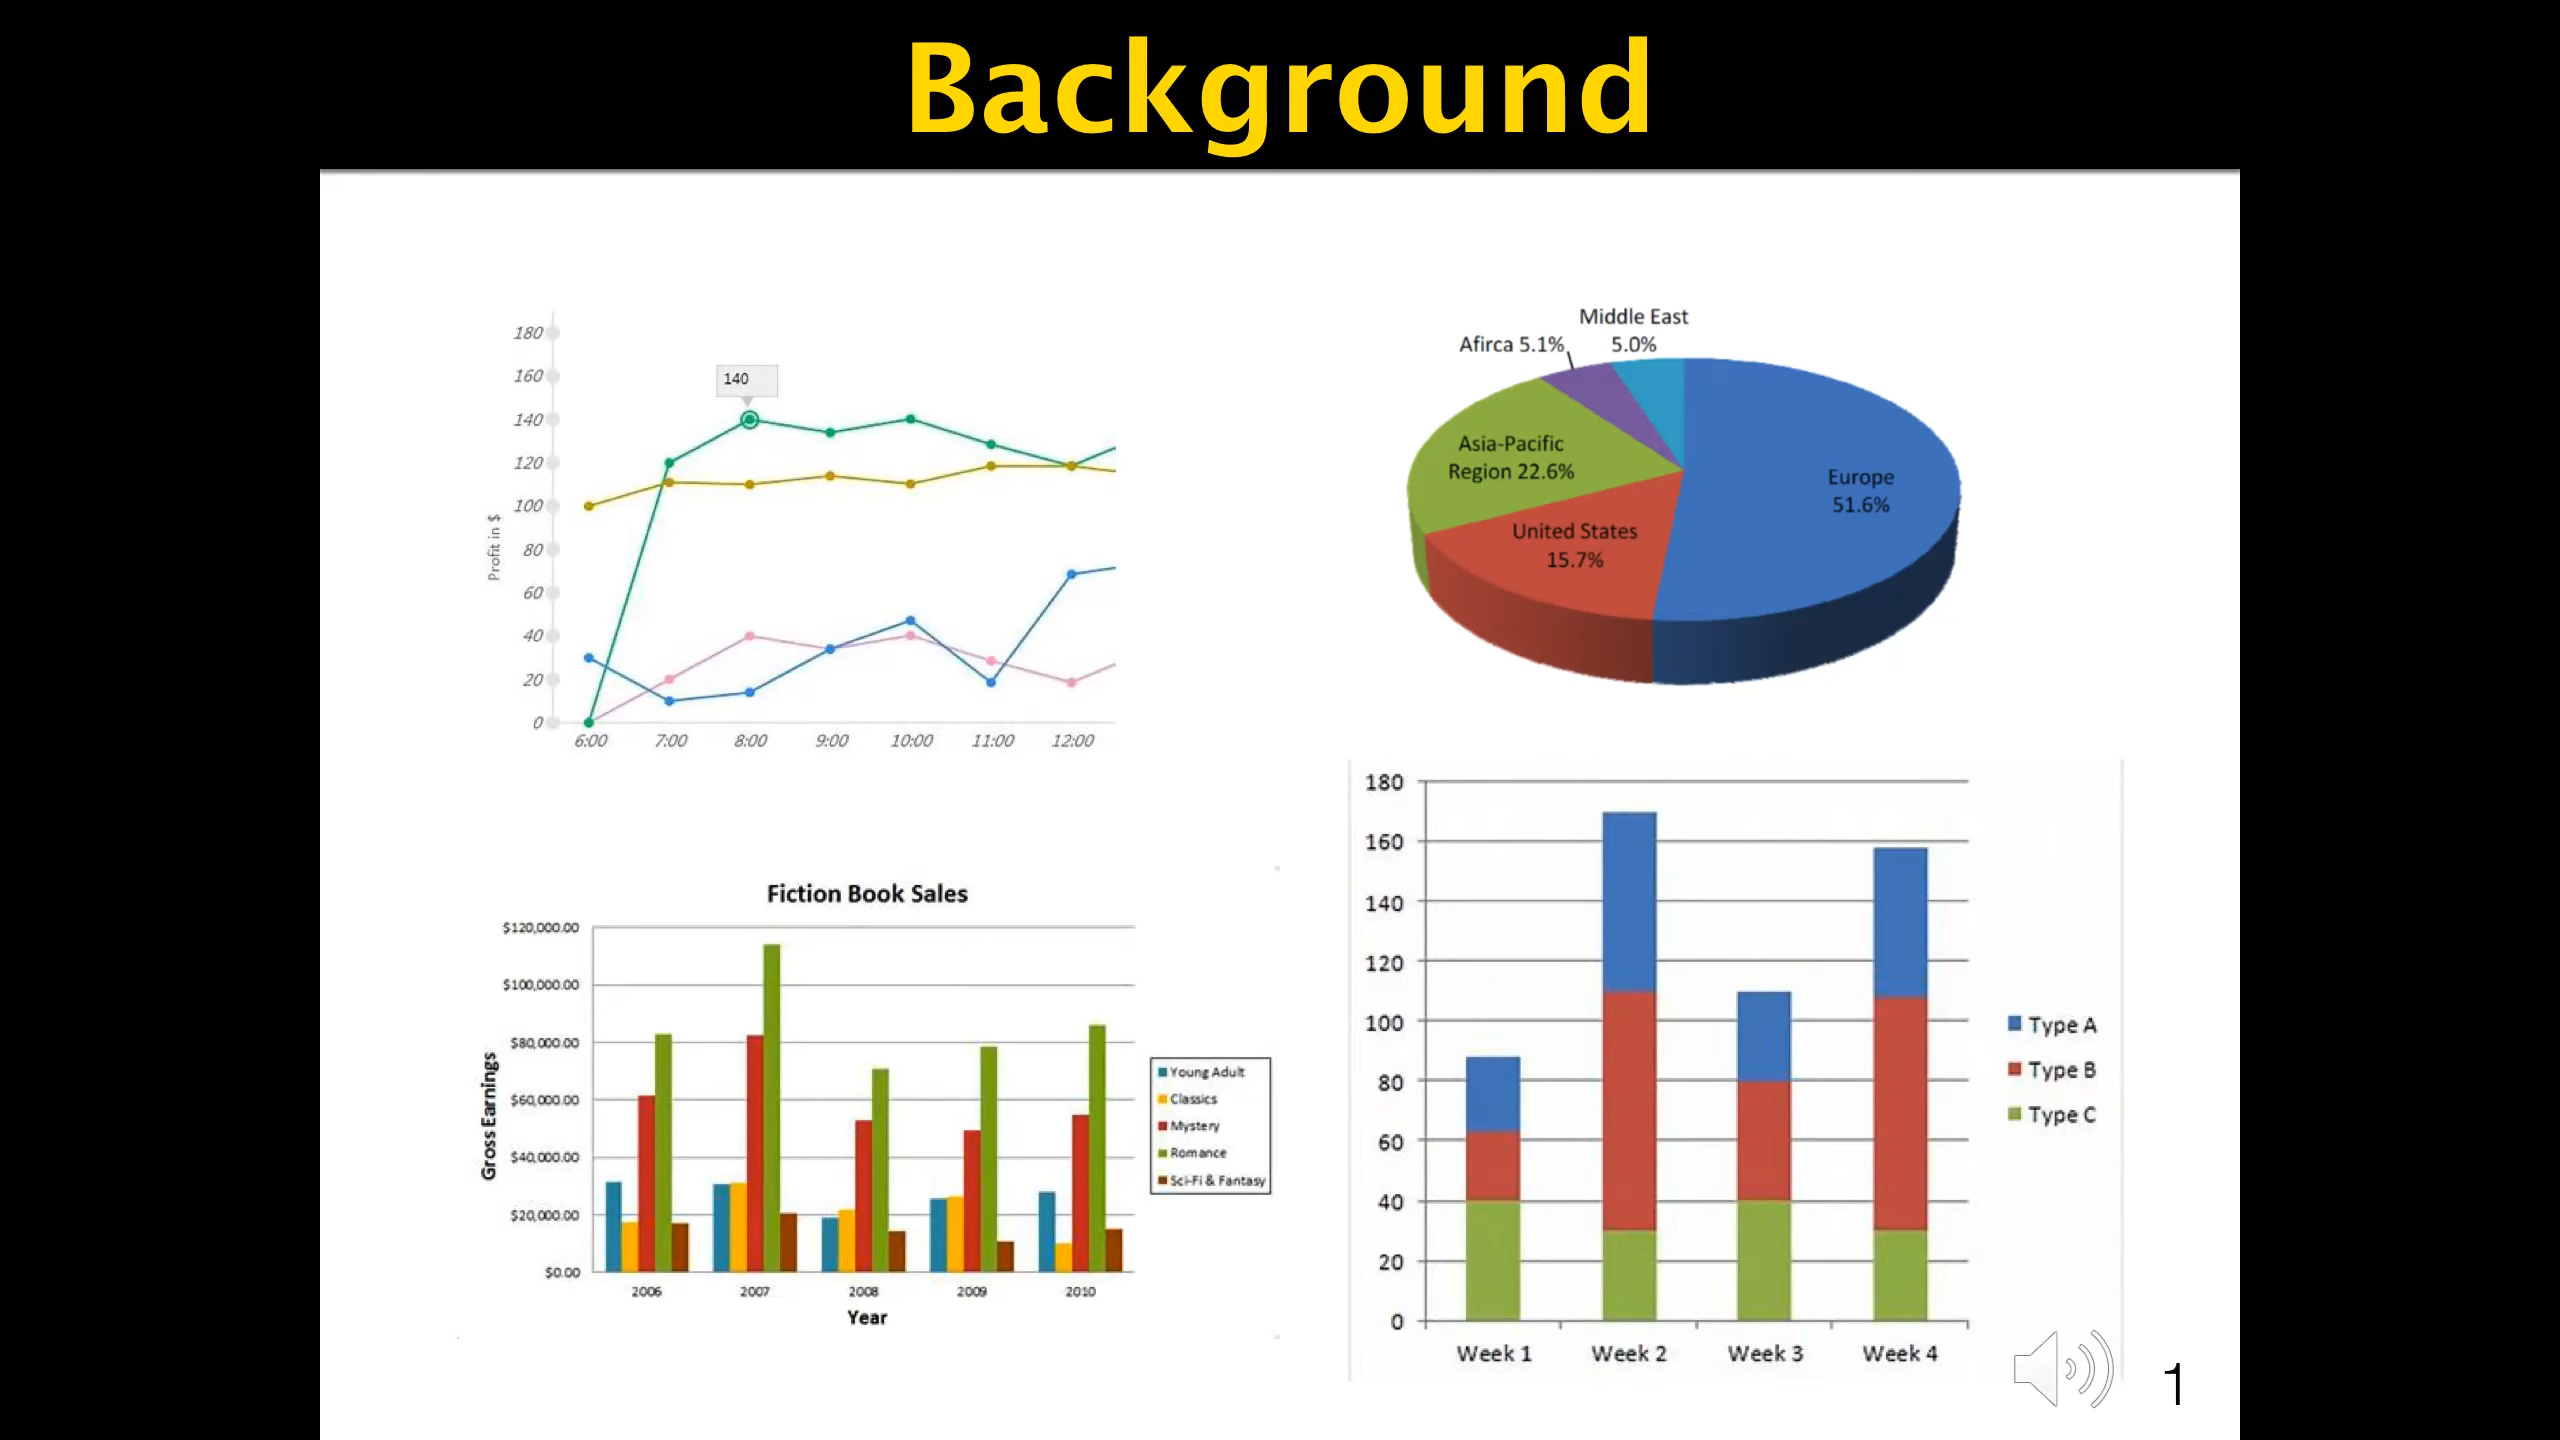 Background
180
160
140
120
100
80
60
40
20
0
Profit in $
140
6:00 7:00 8:00 9:00 10:00 11:00 12:00
Middle East
5.0%
Afirca 5.1%
Asia-Pacific
Region 22.6%
United States
15.7%
Europe
51.6%
Fiction Book Sales
$120,000.00
$100,000.00
$80,000.00
$60,000.00
$40,000.00
$20,000.00
$0.00
Gross Earnings
2006 2007 2008 2009 2010
Year
Young Adult
Classics
Mystery
Romance
Sci-Fi & Fantasy
180
160
140
120
100
80
60
40
20
0
Week 1 Week 2 Week 3 Week 4
Type A
Type B
Type C
1